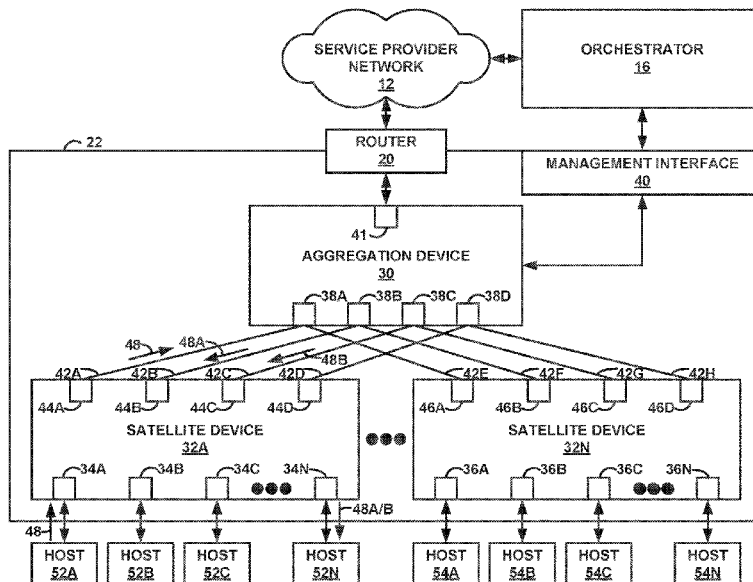 SERVICE PROVIDER
NETWORK
12
ORCHESTRATOR
16
22
ROUTER
20
MANAGEMENT INTERFACE
40
41
AGGREGATION DEVICE
30
38A 38B 38C 38D
48 48A 48B
42A 42B 42C 42D 42E 42F 42G 42H
44A 44B 44C 44D 46A 46B 46C 46D
SATELLITE DEVICE
32A
SATELLITE DEVICE
32N
34A 34B 34C 34N 36A 36B 36C 36N
48 48A/B
HOST
52A
HOST
52B
HOST
52C
HOST
52N
HOST
54A
HOST
54B
HOST
54C
HOST
54N